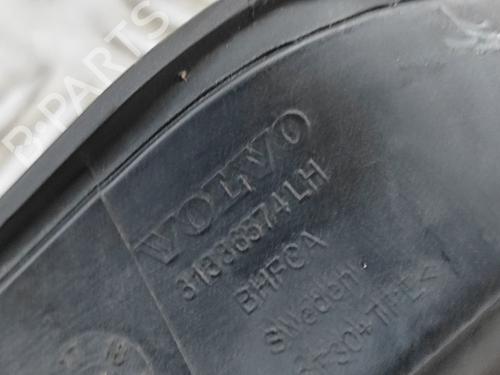 B-PARTS
VOLVO
31386574LH
BHFCA
Sweden